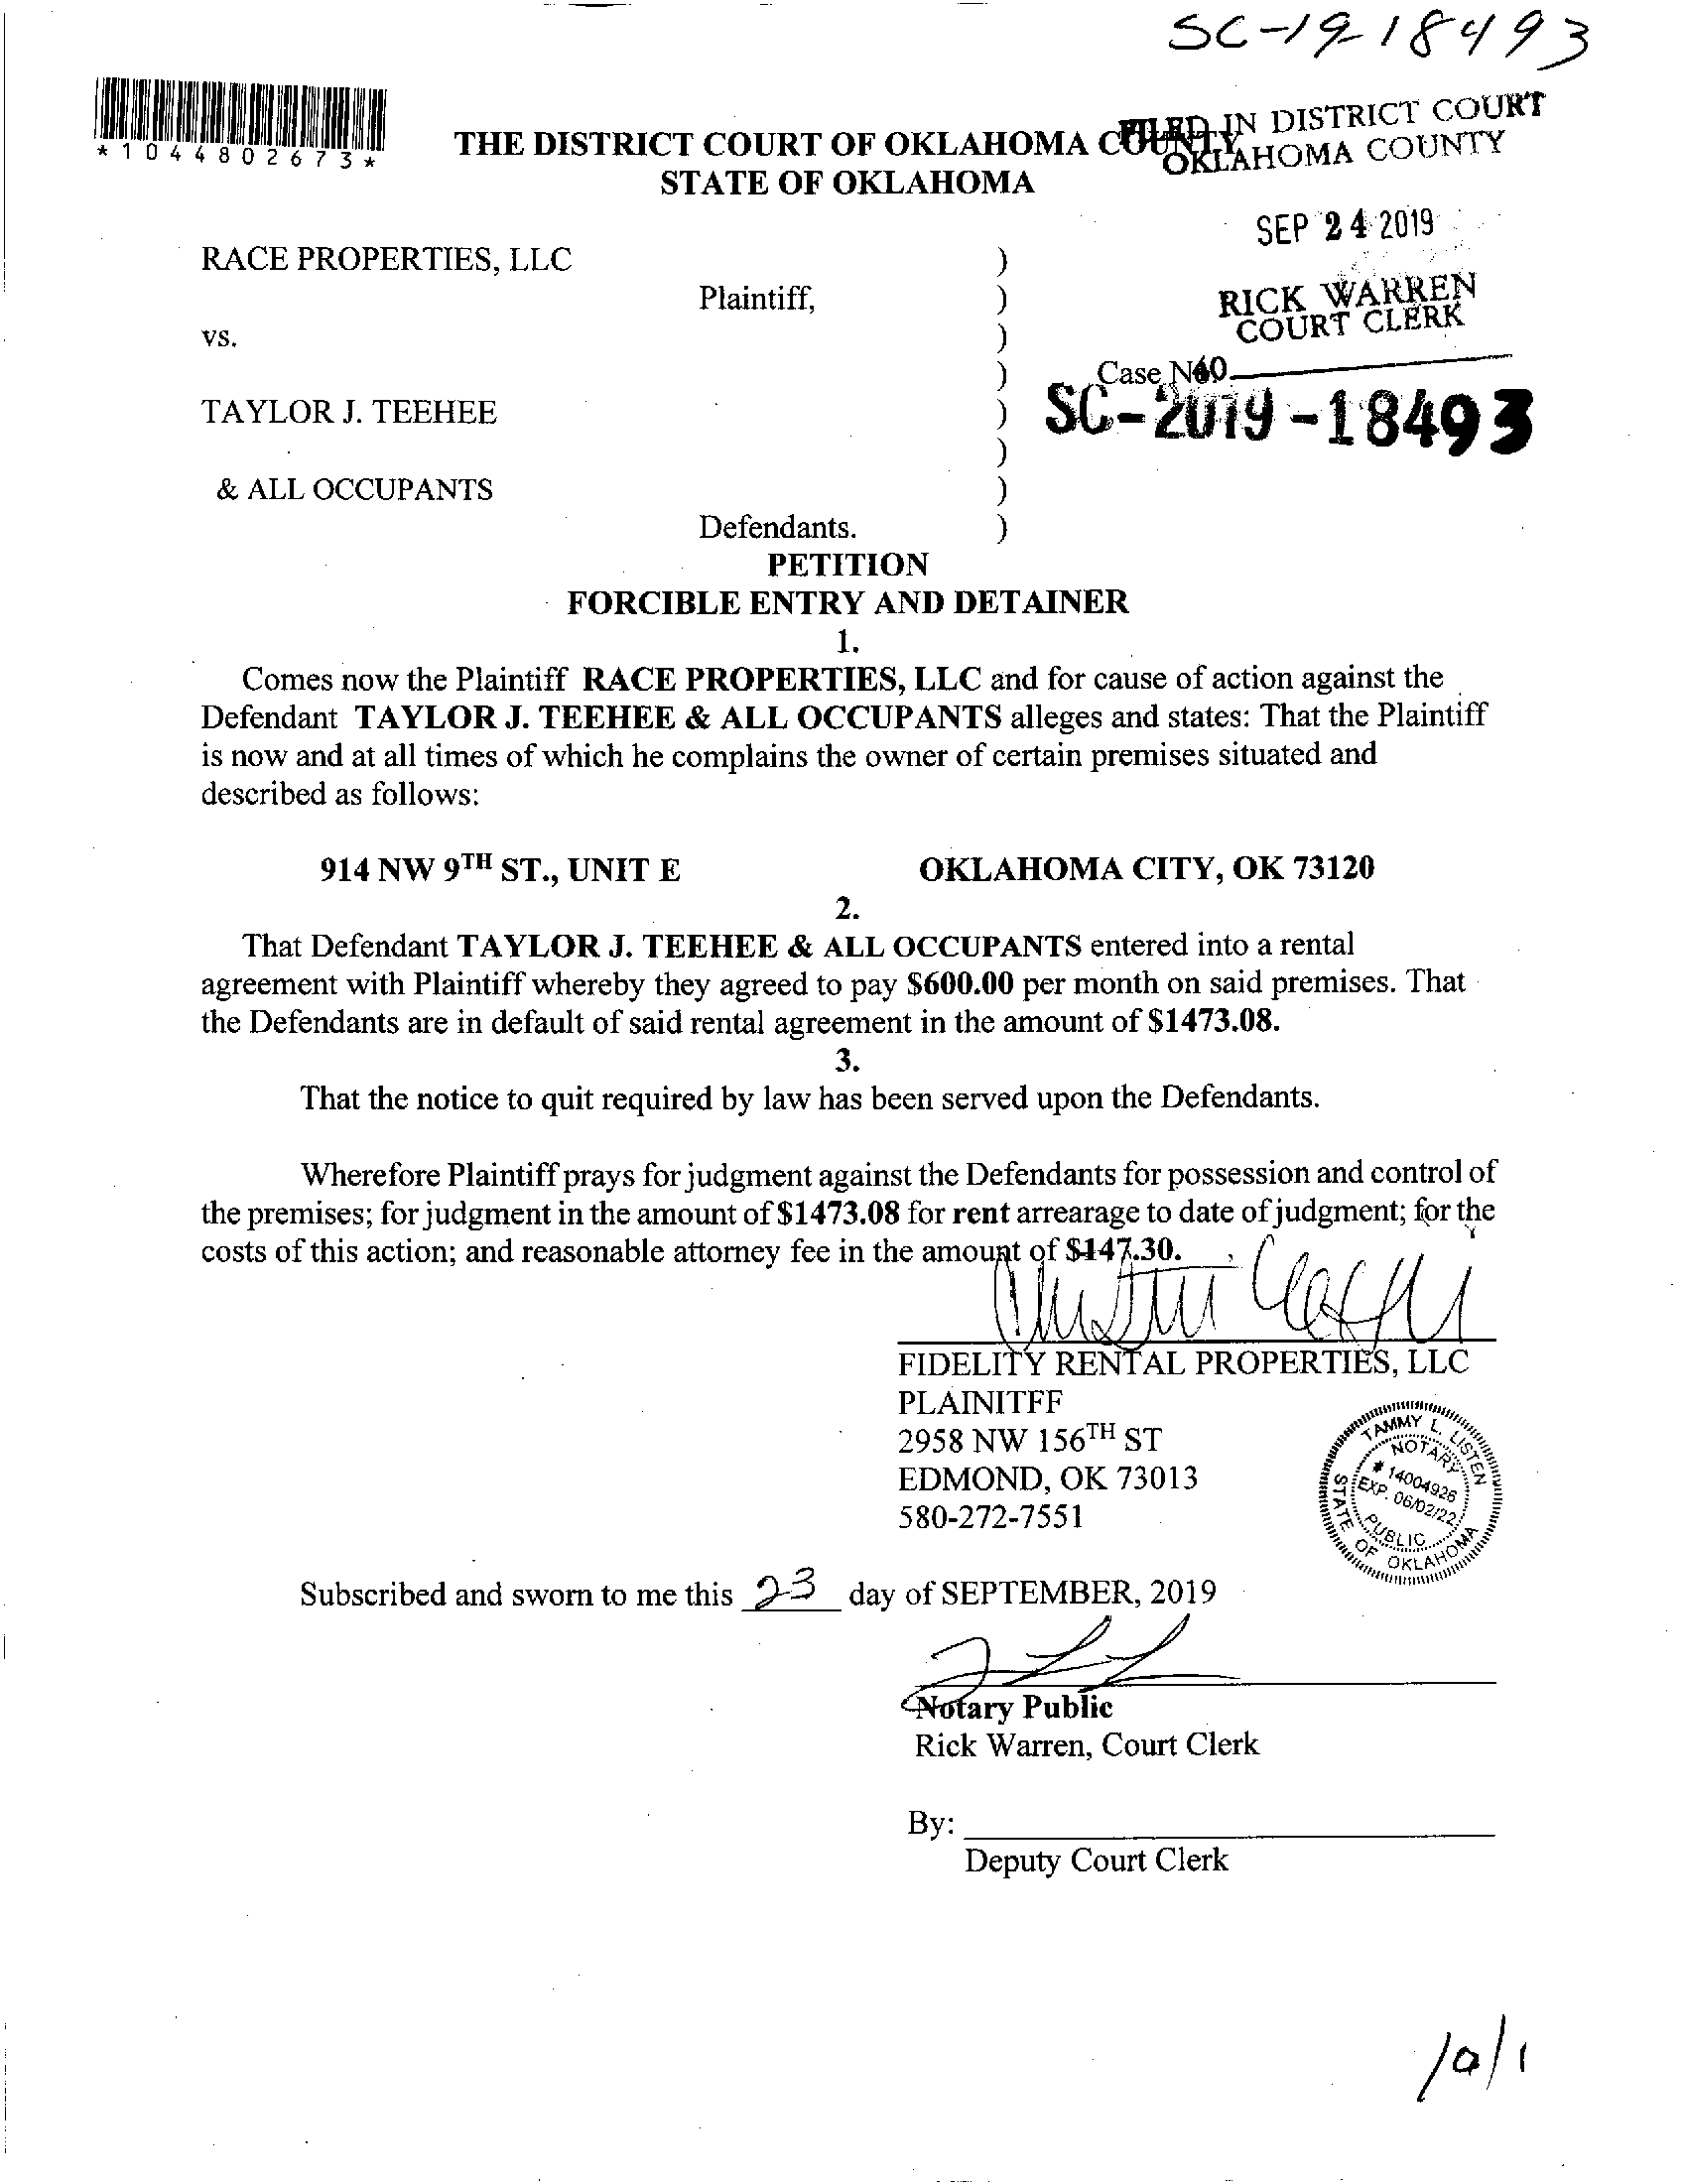 SC-19-18493
*1044802673*
THE DISTRICT COURT OF OKLAHOMA COUNTY
STATE OF OKLAHOMA
FILED IN DISTRICT COURT
OKLAHOMA COUNTY
SEP 24 2019
RICK WARREN
COURT CLERK
RACE PROPERTIES, LLC )
Plaintiff, )
vs. )
)
Case No.
40
TAYLOR J. TEEHEE )
SC-2019-18493
)
& ALL OCCUPANTS )
Defendants. )
PETITION
FORCIBLE ENTRY AND DETAINER
1.
Comes now the Plaintiff RACE PROPERTIES, LLC and for cause of action against the
Defendant TAYLOR J. TEEHEE & ALL OCCUPANTS alleges and states: That the Plaintiff
is now and at all times of which he complains the owner of certain premises situated and
described as follows:
914 NW 9TH ST., UNIT E OKLAHOMA CITY, OK 73120
2.
That Defendant TAYLOR J. TEEHEE & ALL OCCUPANTS entered into a rental
agreement with Plaintiff whereby they agreed to pay $600.00 per month on said premises. That
the Defendants are in default of said rental agreement in the amount of $1473.08.
3.
That the notice to quit required by law has been served upon the Defendants.
Wherefore Plaintiff prays for judgment against the Defendants for possession and control of
the premises; for judgment in the amount of $1473.08 for rent arrearage to date of judgment; for the
costs of this action; and reasonable attorney fee in the amount of $147.30.
FIDELITY RENTAL PROPERTIES, LLC
PLAINITFF
2958 NW 156TH ST
EDMOND, OK 73013
580-272-7551
TAMMY L. LISTEN
NOTARY
# 14004926
EXP. 06/02/22
PUBLIC
STATE OF OKLAHOMA
Subscribed and sworn to me this 23 day of SEPTEMBER, 2019
Notary Public
Rick Warren, Court Clerk
By:
Deputy Court Clerk
10/1